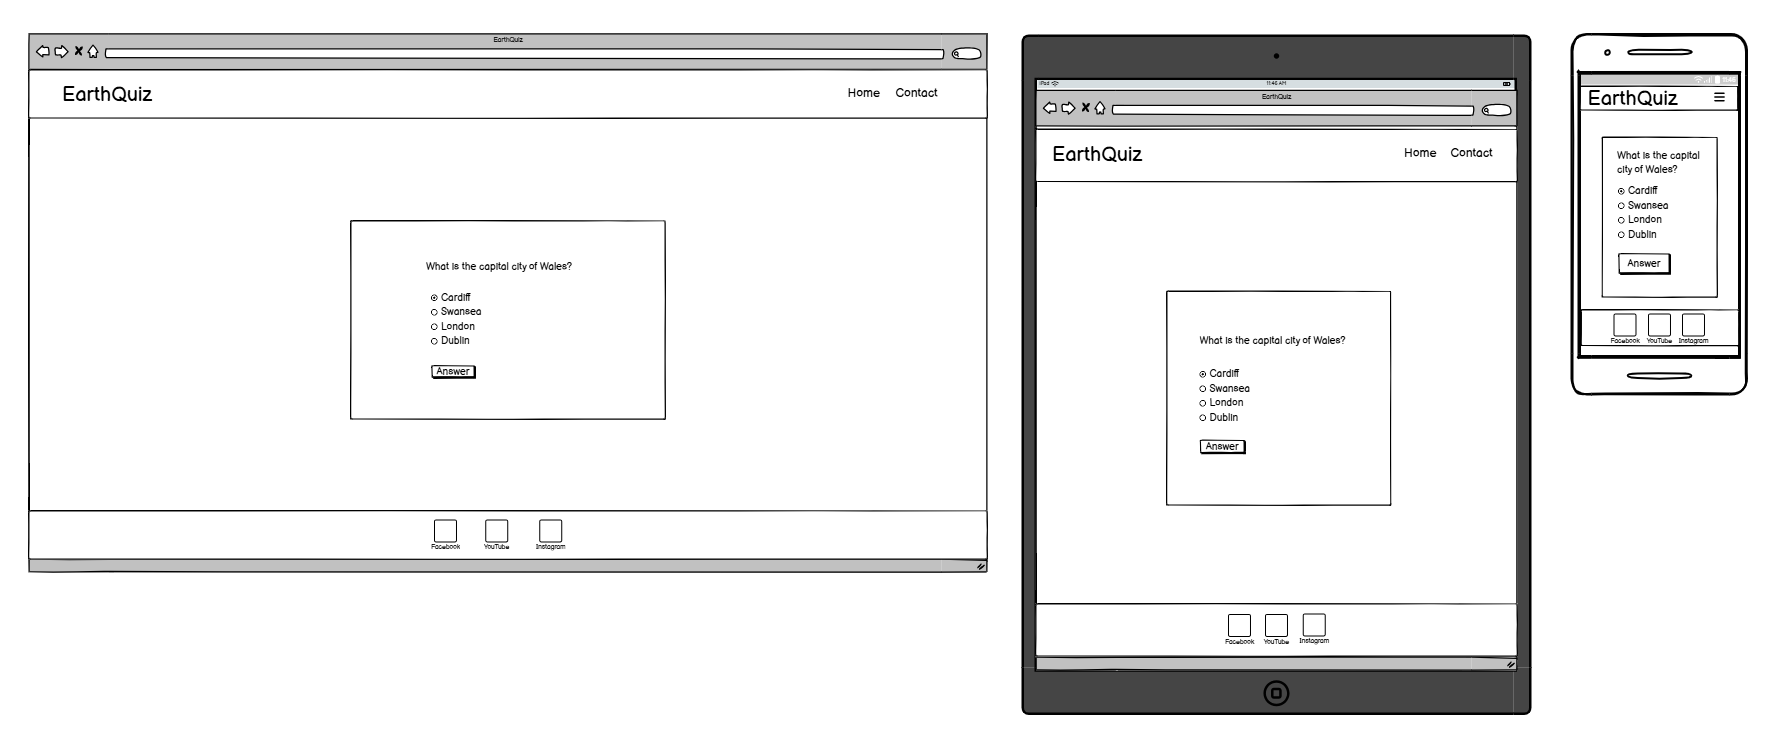 EarthQuiz
EarthQuiz
Home Contact
What is the capital city of Wales?
Cardiff
Swansea
London
Dublin
Answer
Facebook YouTube Instagram
iPad 11:46 AM
EarthQuiz
EarthQuiz
Home Contact
What is the capital city of Wales?
Cardiff
Swansea
London
Dublin
Answer
Facebook YouTube Instagram
11:46
EarthQuiz
What is the capital
city of Wales?
Cardiff
Swansea
London
Dublin
Answer
Facebook YouTube Instagram